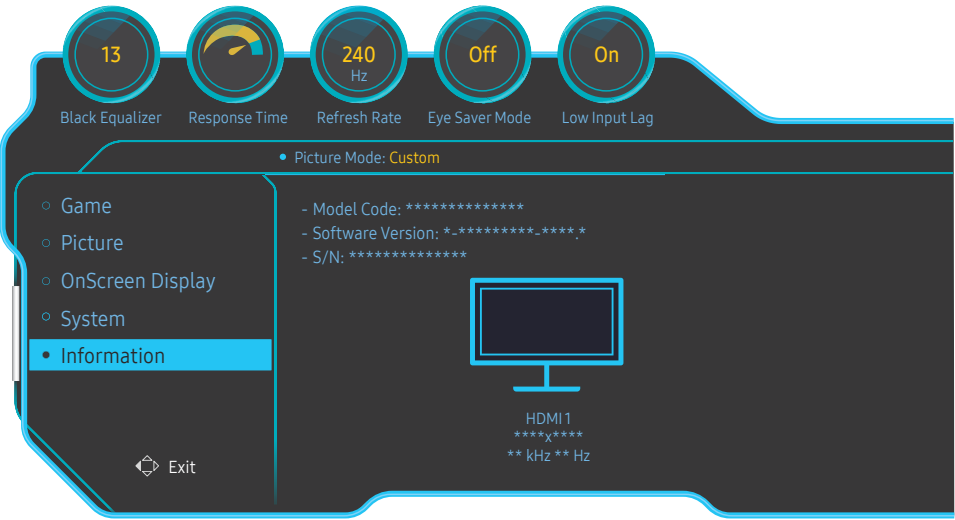 13
240
Hz
Off
On
Black Equalizer
Response Time
Refresh Rate
Eye Saver Mode
Low Input Lag
Picture Mode: Custom
Game
Picture
OnScreen Display
System
Information
- Model Code: **************
- Software Version: *-*********-****.*
- S/N: **************
HDMI 1
****x****
** kHz ** Hz
Exit